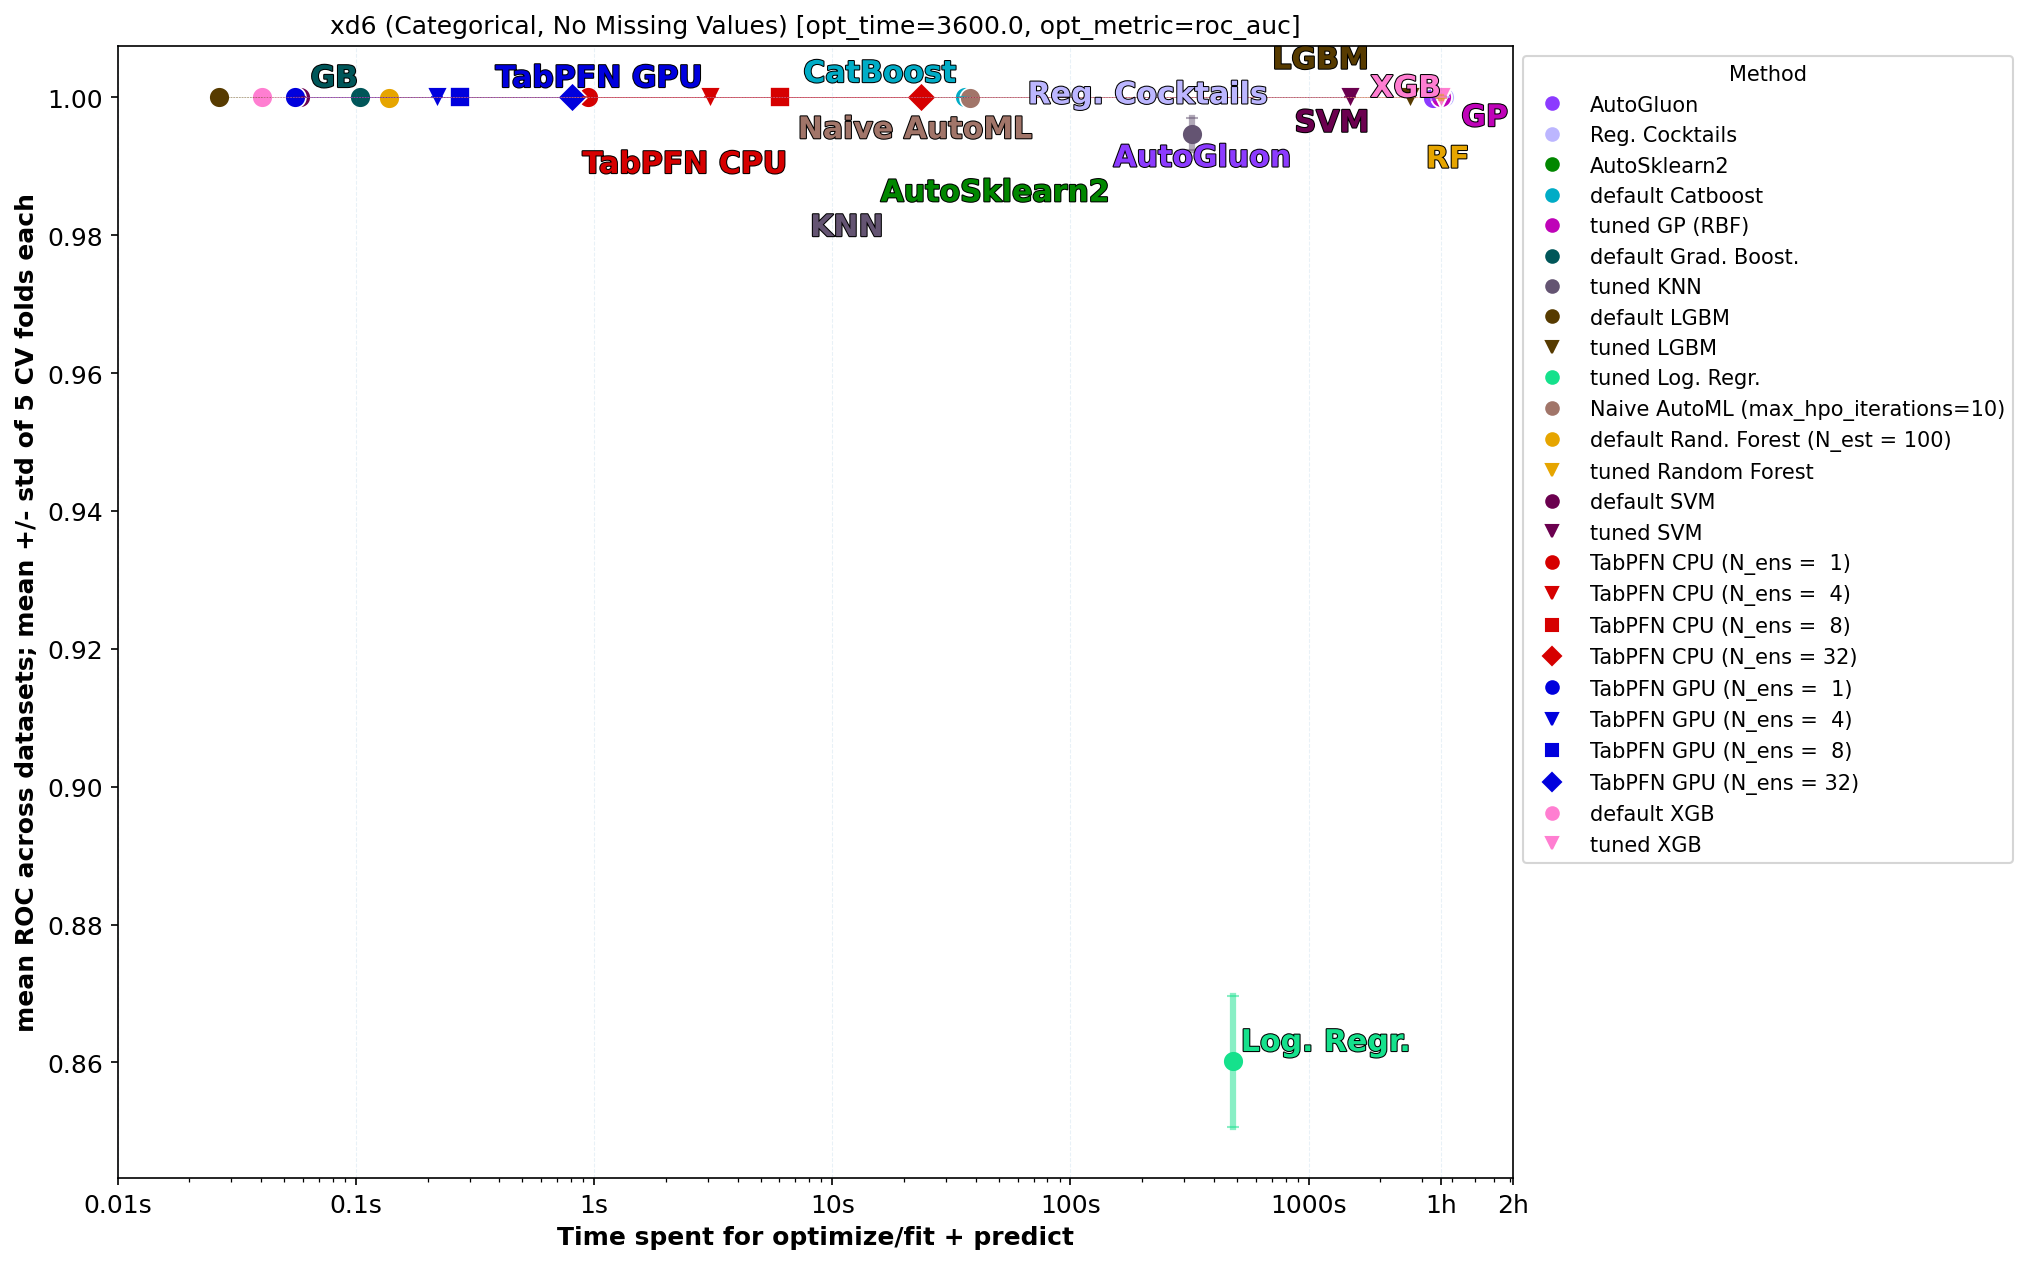 xd6 (Categorical, No Missing Values) [opt_time=3600.0, opt_metric=roc_auc]
mean ROC across datasets; mean +/- std of 5 CV folds each
1.00
0.98
0.96
0.94
0.92
0.90
0.88
0.86
GB
TabPFN GPU
CatBoost
LGBM
Reg. Cocktails
XGB
GP
SVM
Naive AutoML
TabPFN CPU
AutoGluon
RF
AutoSklearn2
KNN
Log. Regr.
0.01s
0.1s
1s
10s
100s
1000s
1h
2h
Time spent for optimize/fit + predict
Method
AutoGluon
Reg. Cocktails
AutoSklearn2
default Catboost
tuned GP (RBF)
default Grad. Boost.
tuned KNN
default LGBM
tuned LGBM
tuned Log. Regr.
Naive AutoML (max_hpo_iterations=10)
default Rand. Forest (N_est = 100)
tuned Random Forest
default SVM
tuned SVM
TabPFN CPU (N_ens =  1)
TabPFN CPU (N_ens =  4)
TabPFN CPU (N_ens =  8)
TabPFN CPU (N_ens = 32)
TabPFN GPU (N_ens =  1)
TabPFN GPU (N_ens =  4)
TabPFN GPU (N_ens =  8)
TabPFN GPU (N_ens = 32)
default XGB
tuned XGB